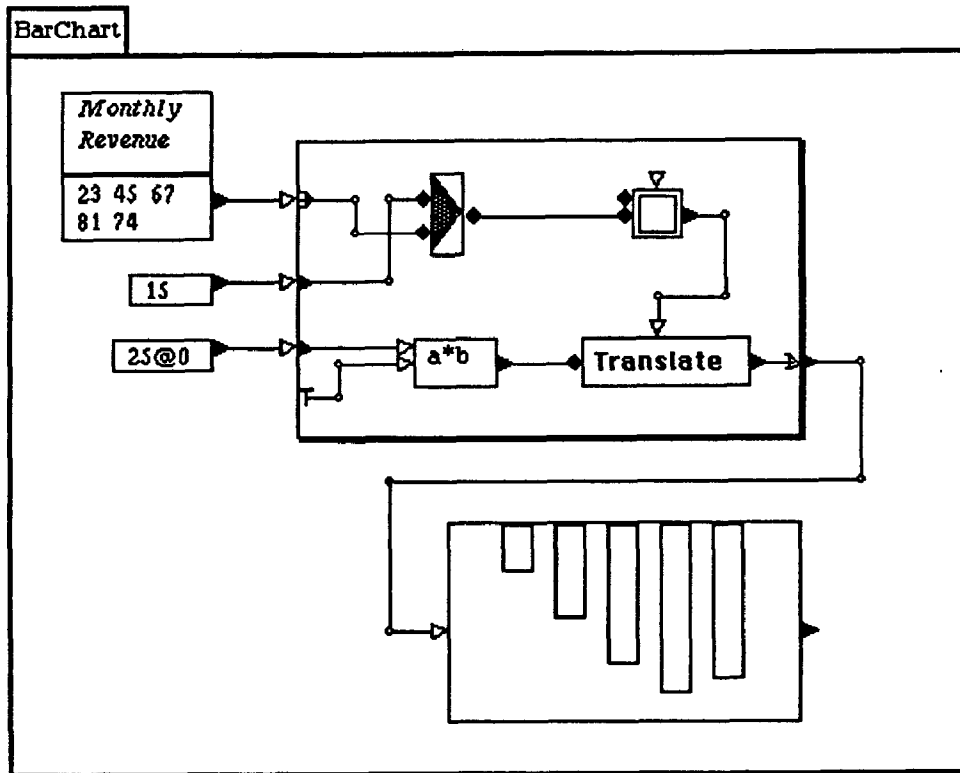 BarChart
Monthly
Revenue
23 45 67
81 74
15
25@0
a*b
Translate
T